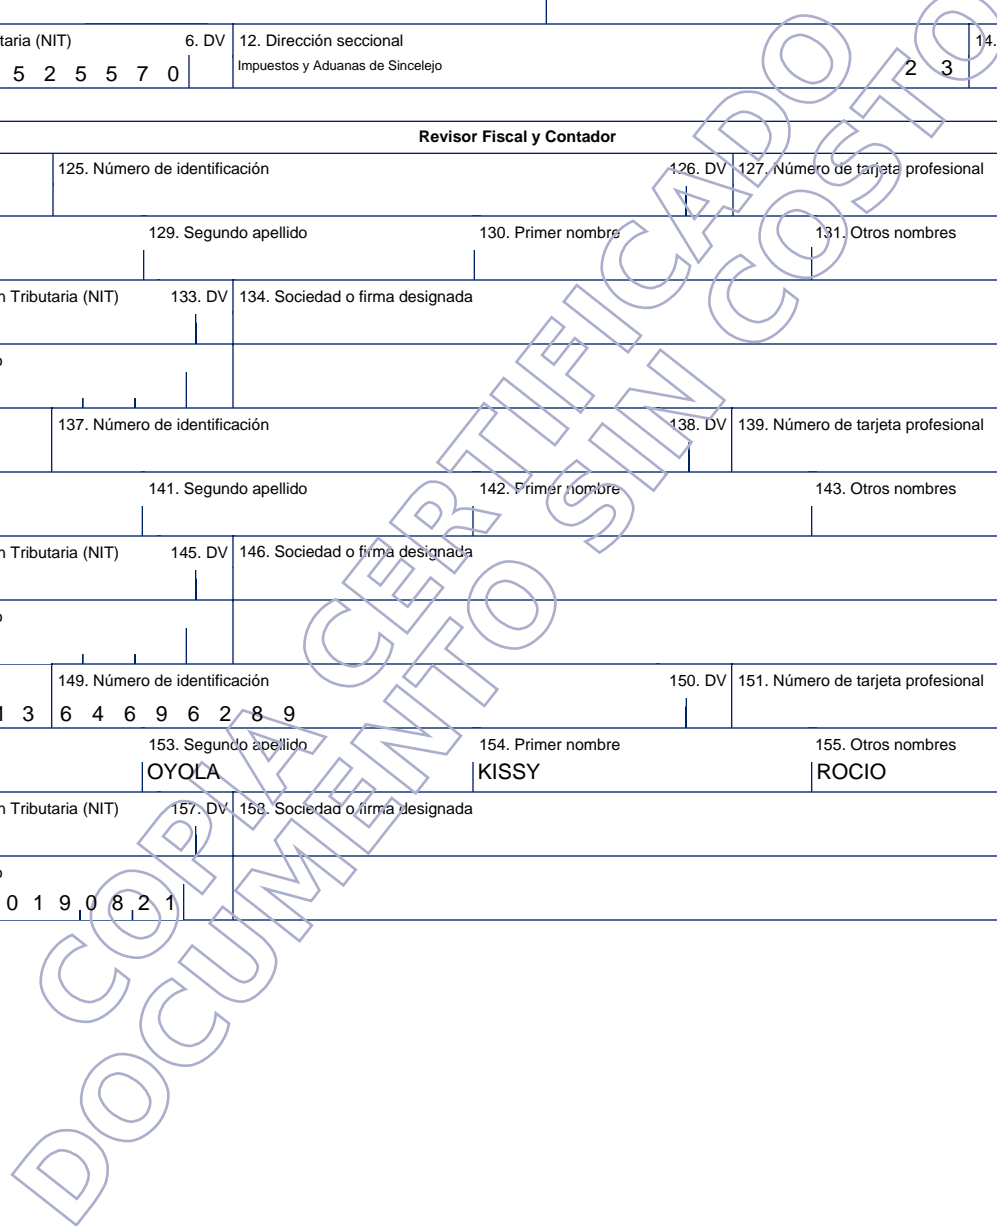 taria (NIT) 6. DV 12. Dirección seccional 14.
5 2 5 5 7 0 Impuestos y Aduanas de Sincelejo 2 3
Revisor Fiscal y Contador
125. Número de identificación 126. DV 127. Número de tarjeta profesional
129. Segundo apellido 130. Primer nombre 131. Otros nombres
n Tributaria (NIT) 133. DV 134. Sociedad o firma designada
o
137. Número de identificación 138. DV 139. Número de tarjeta profesional
141. Segundo apellido 142. Primer nombre 143. Otros nombres
n Tributaria (NIT) 145. DV 146. Sociedad o firma designada
o
149. Número de identificación 150. DV 151. Número de tarjeta profesional
1 3 6 4 6 9 6 2 8 9
153. Segundo apellido 154. Primer nombre 155. Otros nombres
OYOLA KISSY ROCIO
n Tributaria (NIT) 157. DV 158. Sociedad o firma designada
o
0 1 9 0 8 2 1
COPIA CERTIFICADO
DOCUMENTO SIN COSTO